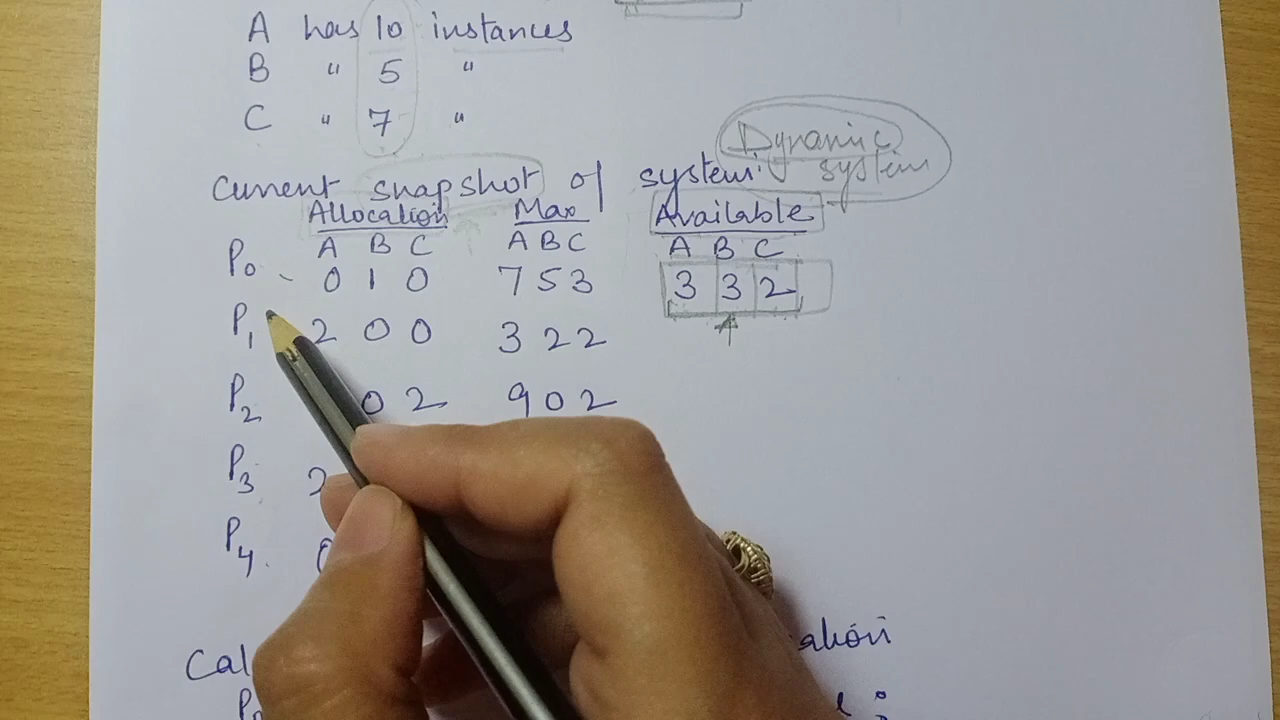 A has 10 instances
B " 5 "
C " 7 "
Dynamic
system
Current snapshot of system:
Allocation Max Available
A B C A B C A B C
P0 0 1 0 7 5 3 3 3 2
P1 2 0 0 3 2 2
P2 0 2 9 0 2
P3 2
P4 0
Cal